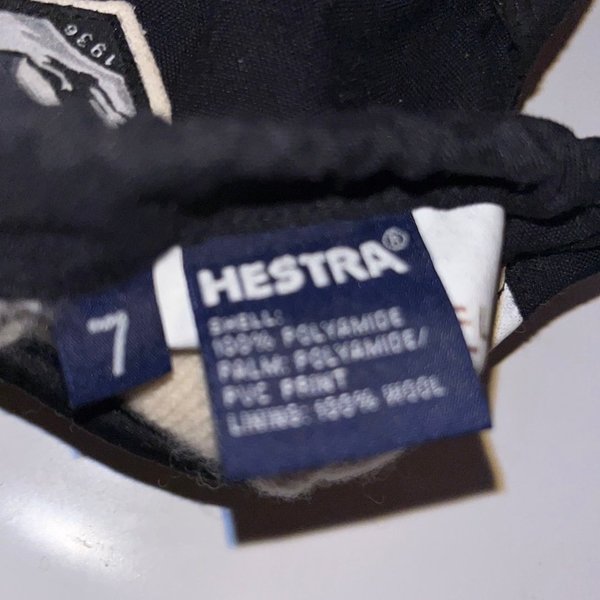 1936
HESTRA®
SHELL:
100% POLYAMIDE
PALM: POLYAMIDE/
PVC PRINT
LINING: 100% WOOL
7